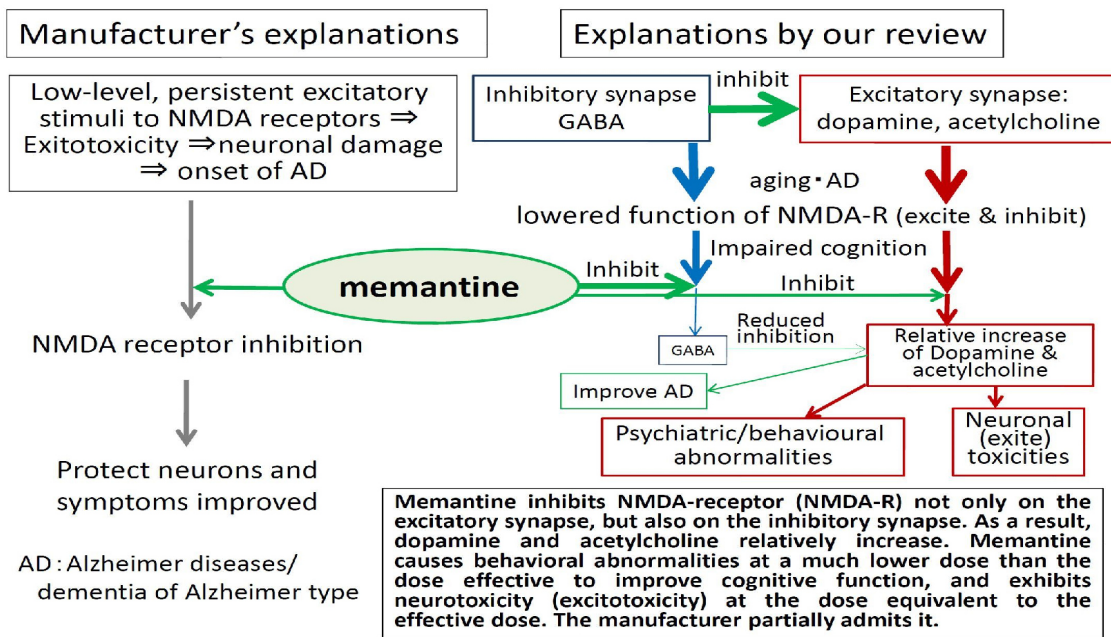 Manufacturer's explanations
Low-level, persistent excitatory
stimuli to NMDA receptors ⇒
Exitotoxicity ⇒neuronal damage
⇒ onset of AD
NMDA receptor inhibition
Protect neurons and
symptoms improved
AD：Alzheimer diseases/
dementia of Alzheimer type
memantine
Explanations by our review
Inhibitory synapse
GABA
inhibit
Excitatory synapse:
dopamine, acetylcholine
aging・AD
lowered function of NMDA-R (excite & inhibit)
Impaired cognition
Inhibit
Inhibit
GABA
Reduced
inhibition
Relative increase
of Dopamine &
acetylcholine
Improve AD
Psychiatric/behavioural
abnormalities
Neuronal
(exite)
toxicities
Memantine inhibits NMDA-receptor (NMDA-R) not only on the
excitatory synapse, but also on the inhibitory synapse. As a result,
dopamine and acetylcholine relatively increase. Memantine
causes behavioral abnormalities at a much lower dose than the
dose effective to improve cognitive function, and exhibits
neurotoxicity (excitotoxicity) at the dose equivalent to the
effective dose. The manufacturer partially admits it.